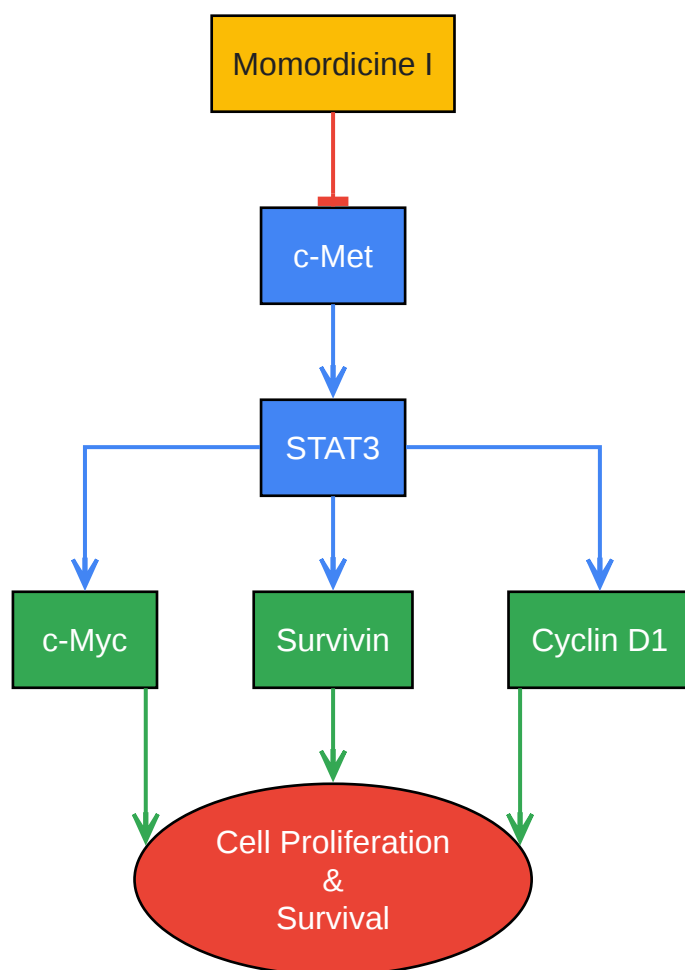 Momordicine I
c-Met
STAT3
c-Myc
Survivin
Cyclin D1
Cell Proliferation
&
Survival